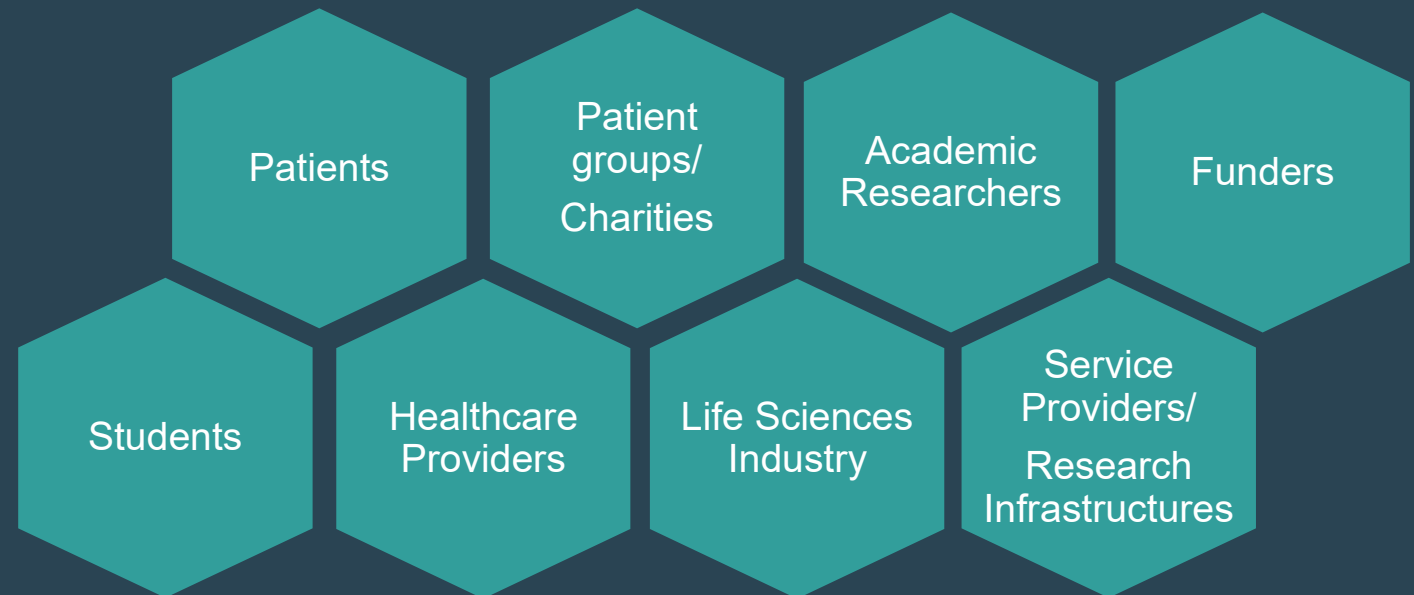 Patients
Patient
groups/
Charities
Academic
Researchers
Funders
Students
Healthcare
Providers
Life Sciences
Industry
Service
Providers/
Research
Infrastructures